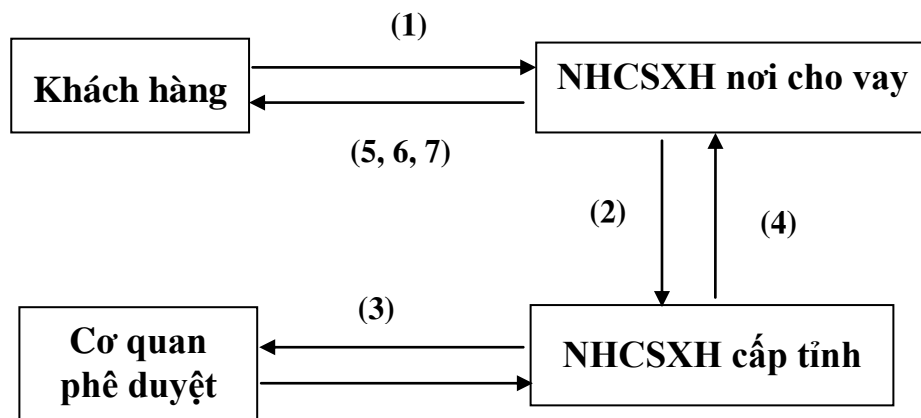 (1)
Khách hàng
NHCSXH nơi cho vay
(5, 6, 7)
(2)
(4)
(3)
Cơ quan
phê duyệt
NHCSXH cấp tỉnh